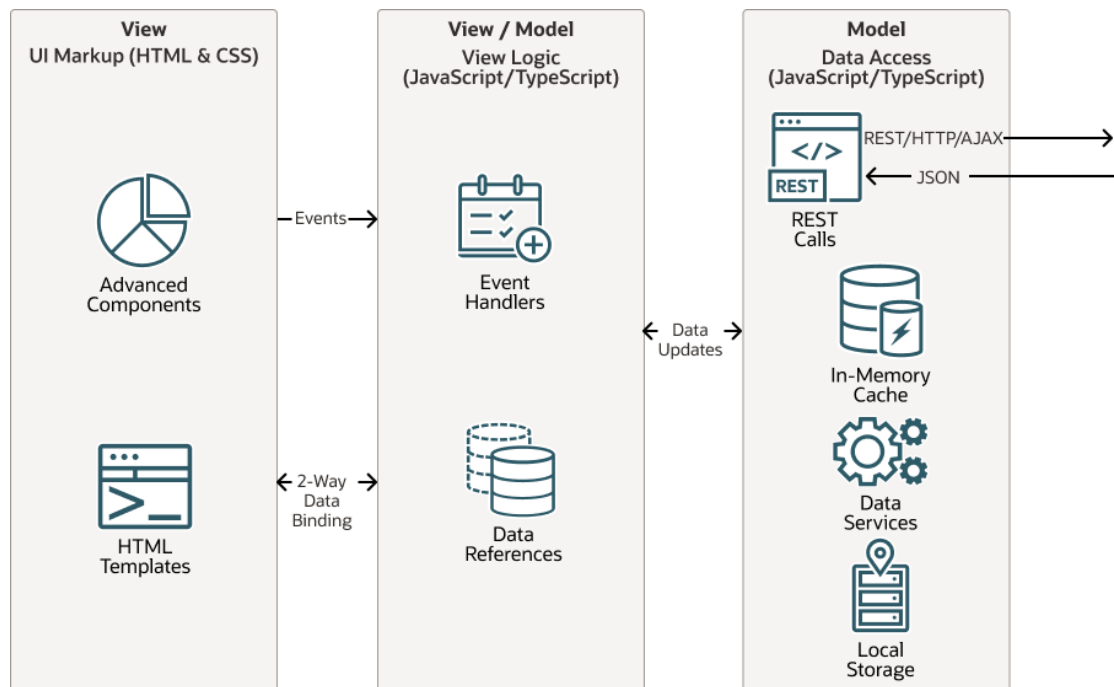 View
UI Markup (HTML & CSS)
Advanced
Components
HTML
Templates
Events
2-Way
Data
Binding
View / Model
View Logic
(JavaScript/TypeScript)
Event
Handlers
Data
References
Data
Updates
Model
Data Access
(JavaScript/TypeScript)
</>
REST
REST
Calls
REST/HTTP/AJAX
JSON
In-Memory
Cache
Data
Services
Local
Storage